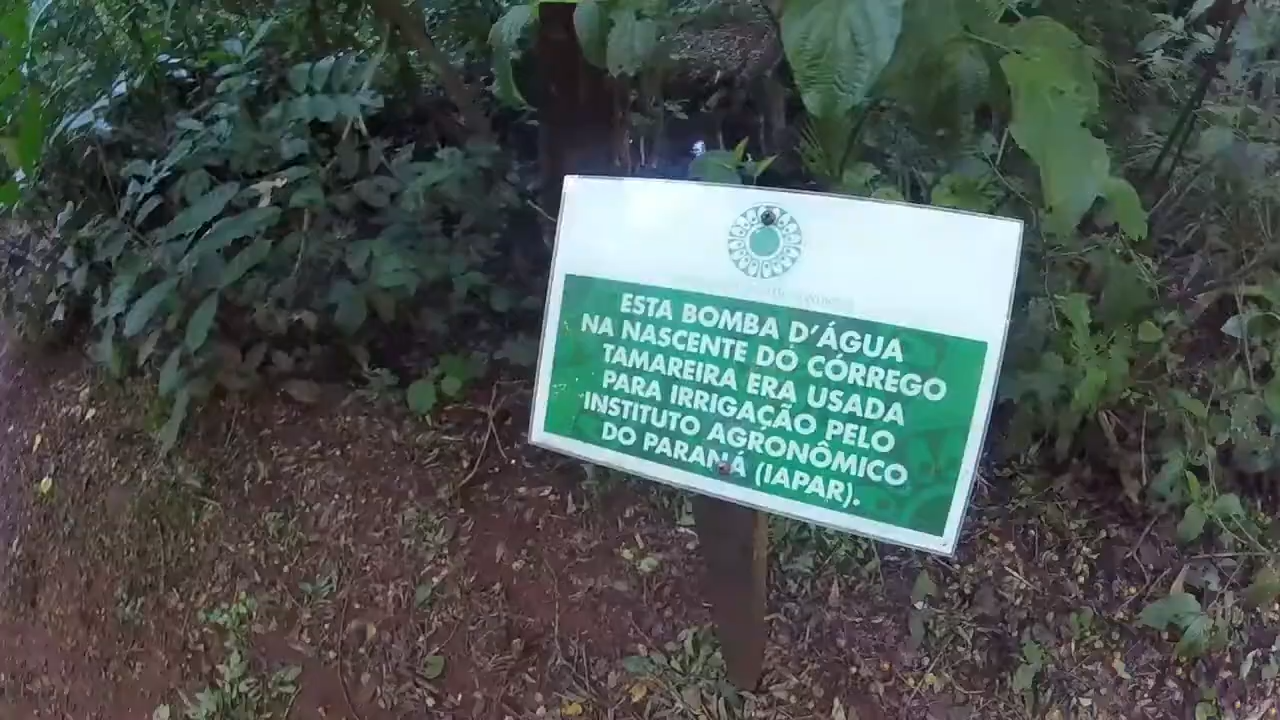 ESTA BOMBA D'ÁGUA
NA NASCENTE DO CÓRREGO
TAMAREIRA ERA USADA
PARA IRRIGAÇÃO PELO
INSTITUTO AGRONÔMICO
DO PARANÁ (IAPAR).